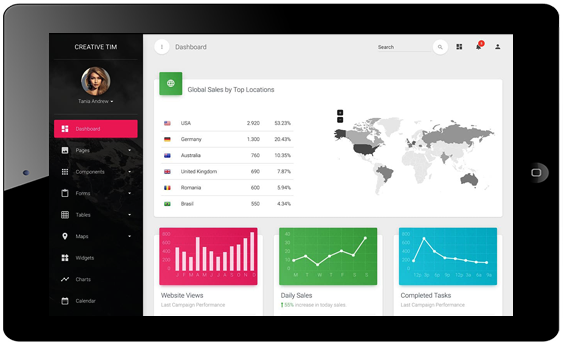 CREATIVE TIM
Tania Andrew
Dashboard
Pages
Components
Forms
Tables
Maps
Widgets
Charts
Calendar
Dashboard
Search
Global Sales by Top Locations
USA 2.920 53.23%
Germany 1.300 20.43%
Australia 760 10.35%
United Kingdom 690 7.87%
Romania 600 5.94%
Brasil 550 4.34%
+
-
800
600
400
200
0
J F M A M J J A S O N D
Website Views
Last Campaign Performance
40
30
20
10
0
M T W T F S S
Daily Sales
55% increase in today sales.
800
600
400
200
0
12p 3p 6p 9p 12p 3a 6a 9a
Completed Tasks
Last Campaign Performance